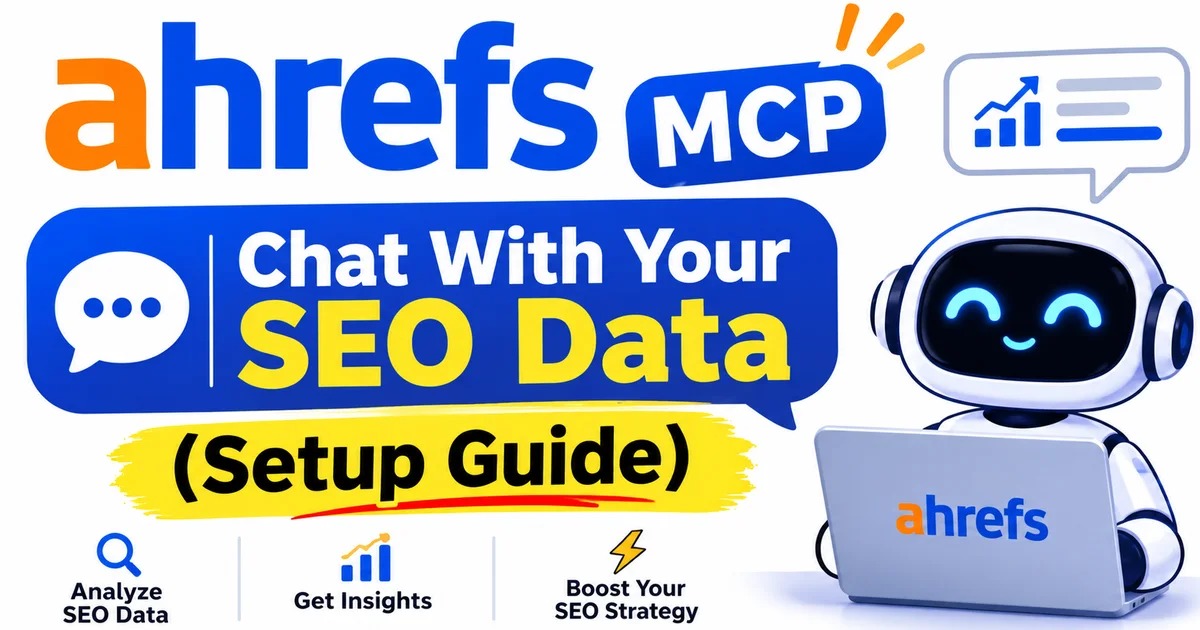 ahrefs
MCP
Chat With Your
SEO Data
(Setup Guide)
Analyze
SEO Data
Get Insights
Boost Your
SEO Strategy
ahrefs